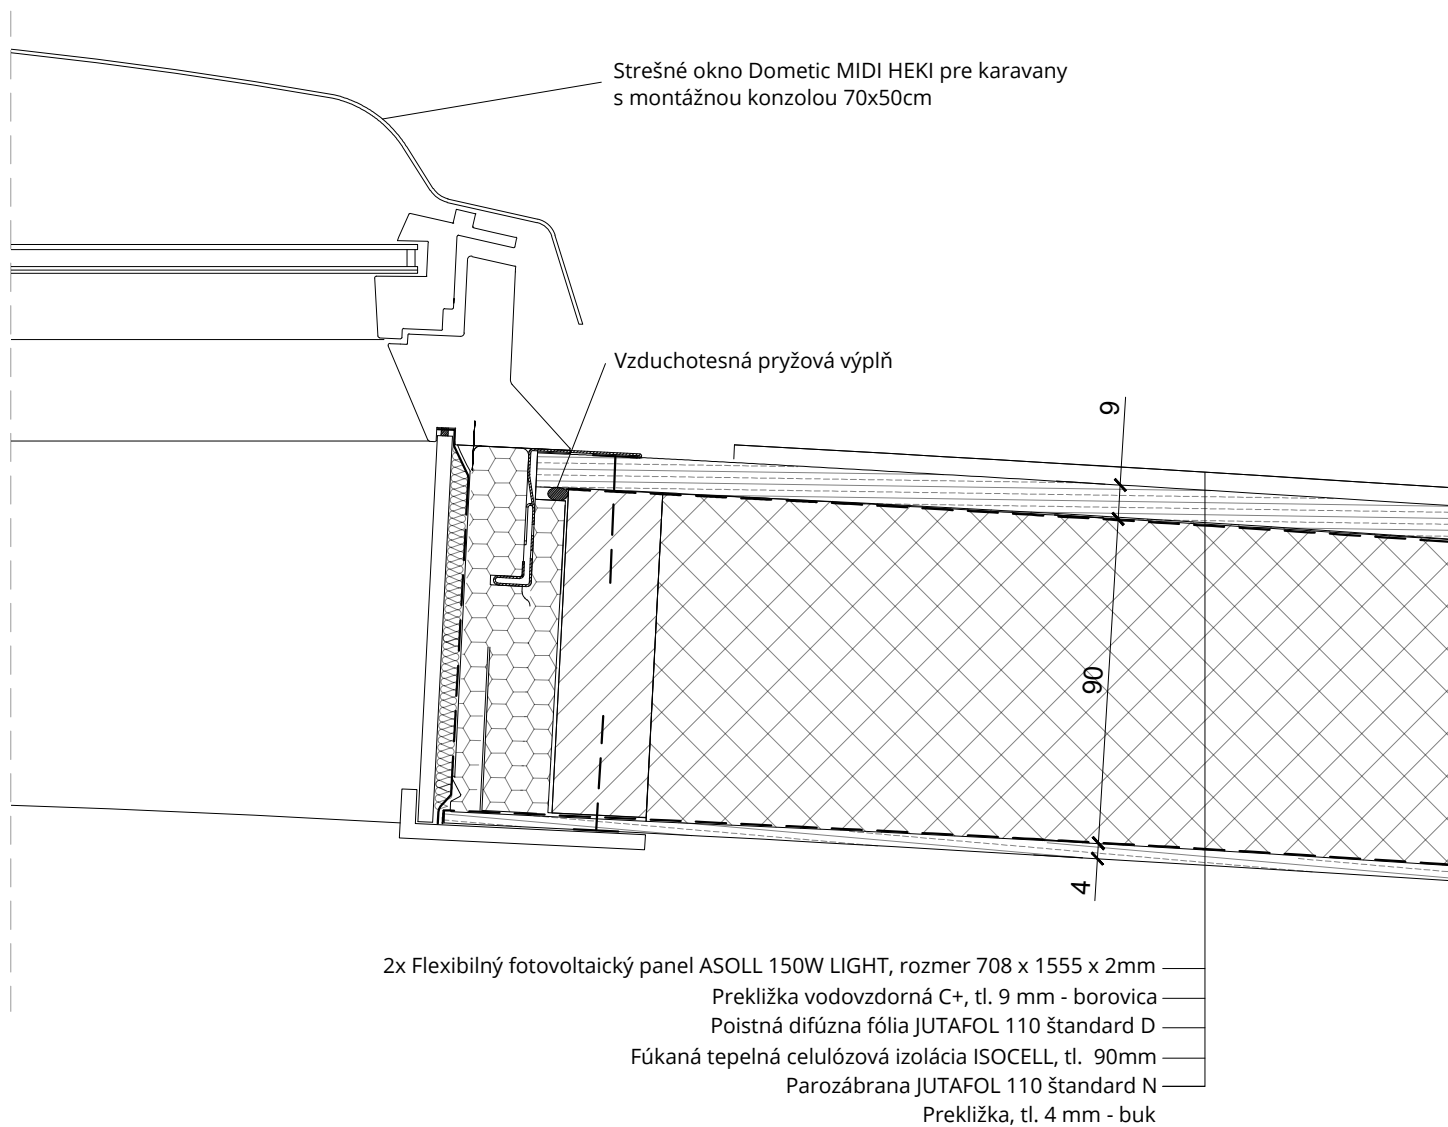 Strešné okno Dometic MIDI HEKI pre karavany
s montážnou konzolou 70x50cm
Vzduchotesná pryžová výplň
9
90
4
2x Flexibilný fotovoltaický panel ASOLL 150W LIGHT, rozmer 708 x 1555 x 2mm
Prekližka vodovzdorná C+, tl. 9 mm - borovica
Poistná difúzna fólia JUTAFOL 110 štandard D
Fúkaná tepelná celulózová izolácia ISOCELL, tl. 90mm
Parozábrana JUTAFOL 110 štandard N
Prekližka, tl. 4 mm - buk